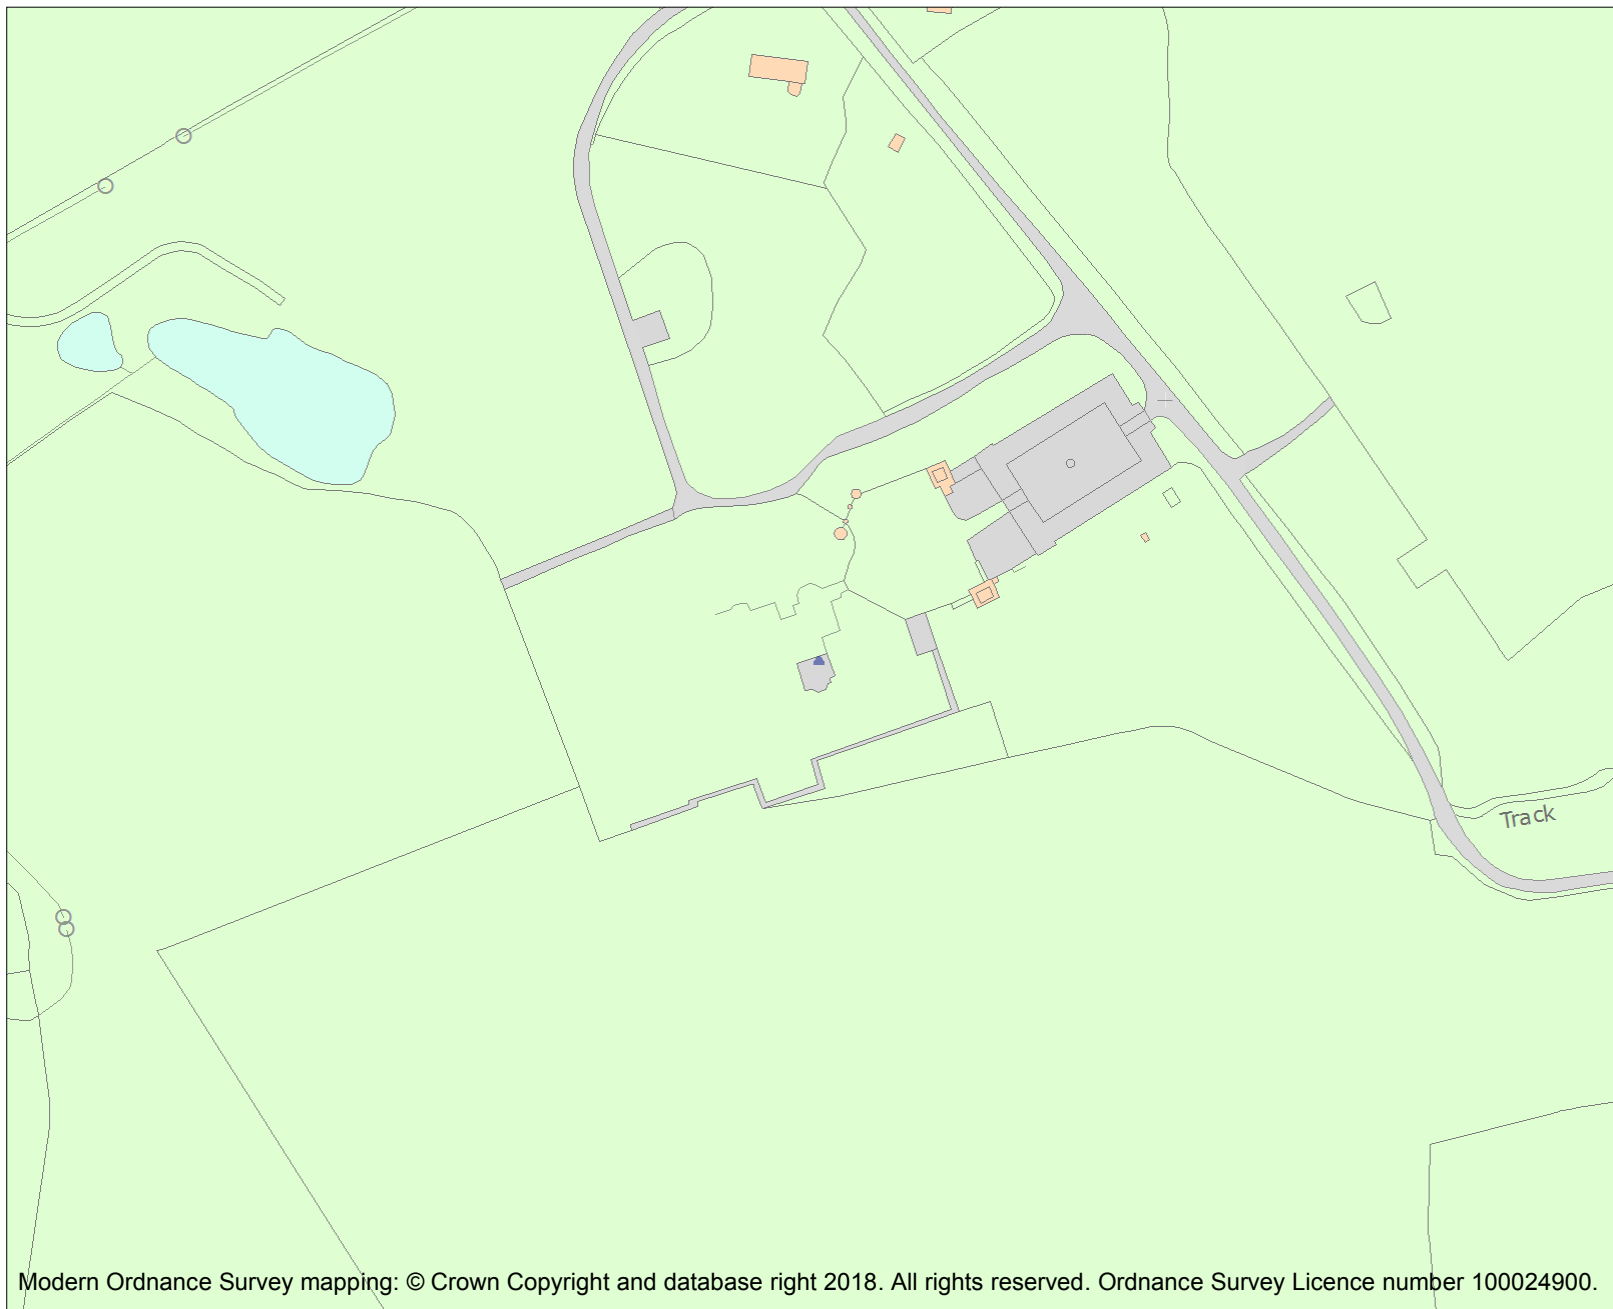 Track
Modern Ordnance Survey mapping: © Crown Copyright and database right 2018. All rights reserved. Ordnance Survey Licence number 100024900.